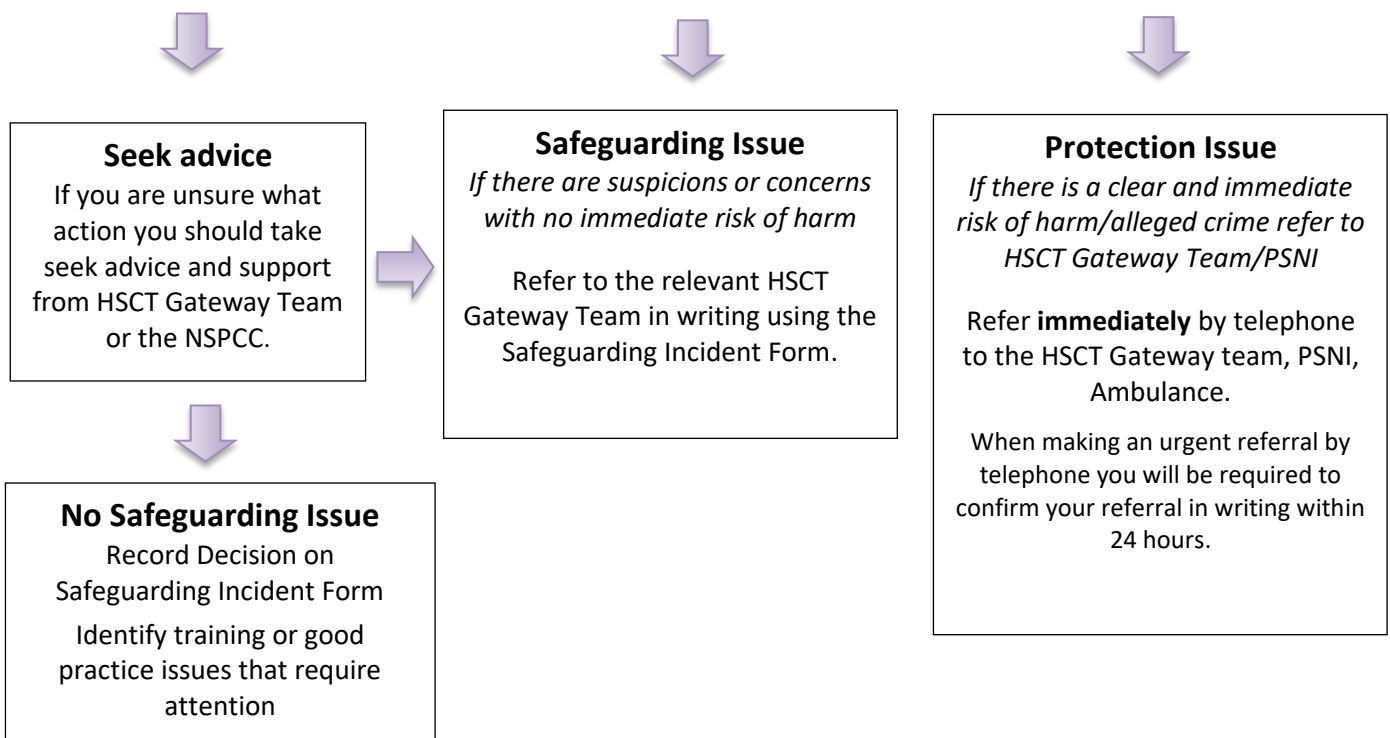 Seek advice
If you are unsure what
action you should take
seek advice and support
from HSCT Gateway Team
or the NSPCC.
Safeguarding Issue
If there are suspicions or concerns
with no immediate risk of harm
Refer to the relevant HSCT
Gateway Team in writing using the
Safeguarding Incident Form.
Protection Issue
If there is a clear and immediate
risk of harm/alleged crime refer to
HSCT Gateway Team/PSNI
Refer immediately by telephone
to the HSCT Gateway team, PSNI,
Ambulance.
When making an urgent referral by
telephone you will be required to
confirm your referral in writing within
24 hours.
No Safeguarding Issue
Record Decision on
Safeguarding Incident Form
Identify training or good
practice issues that require
attention